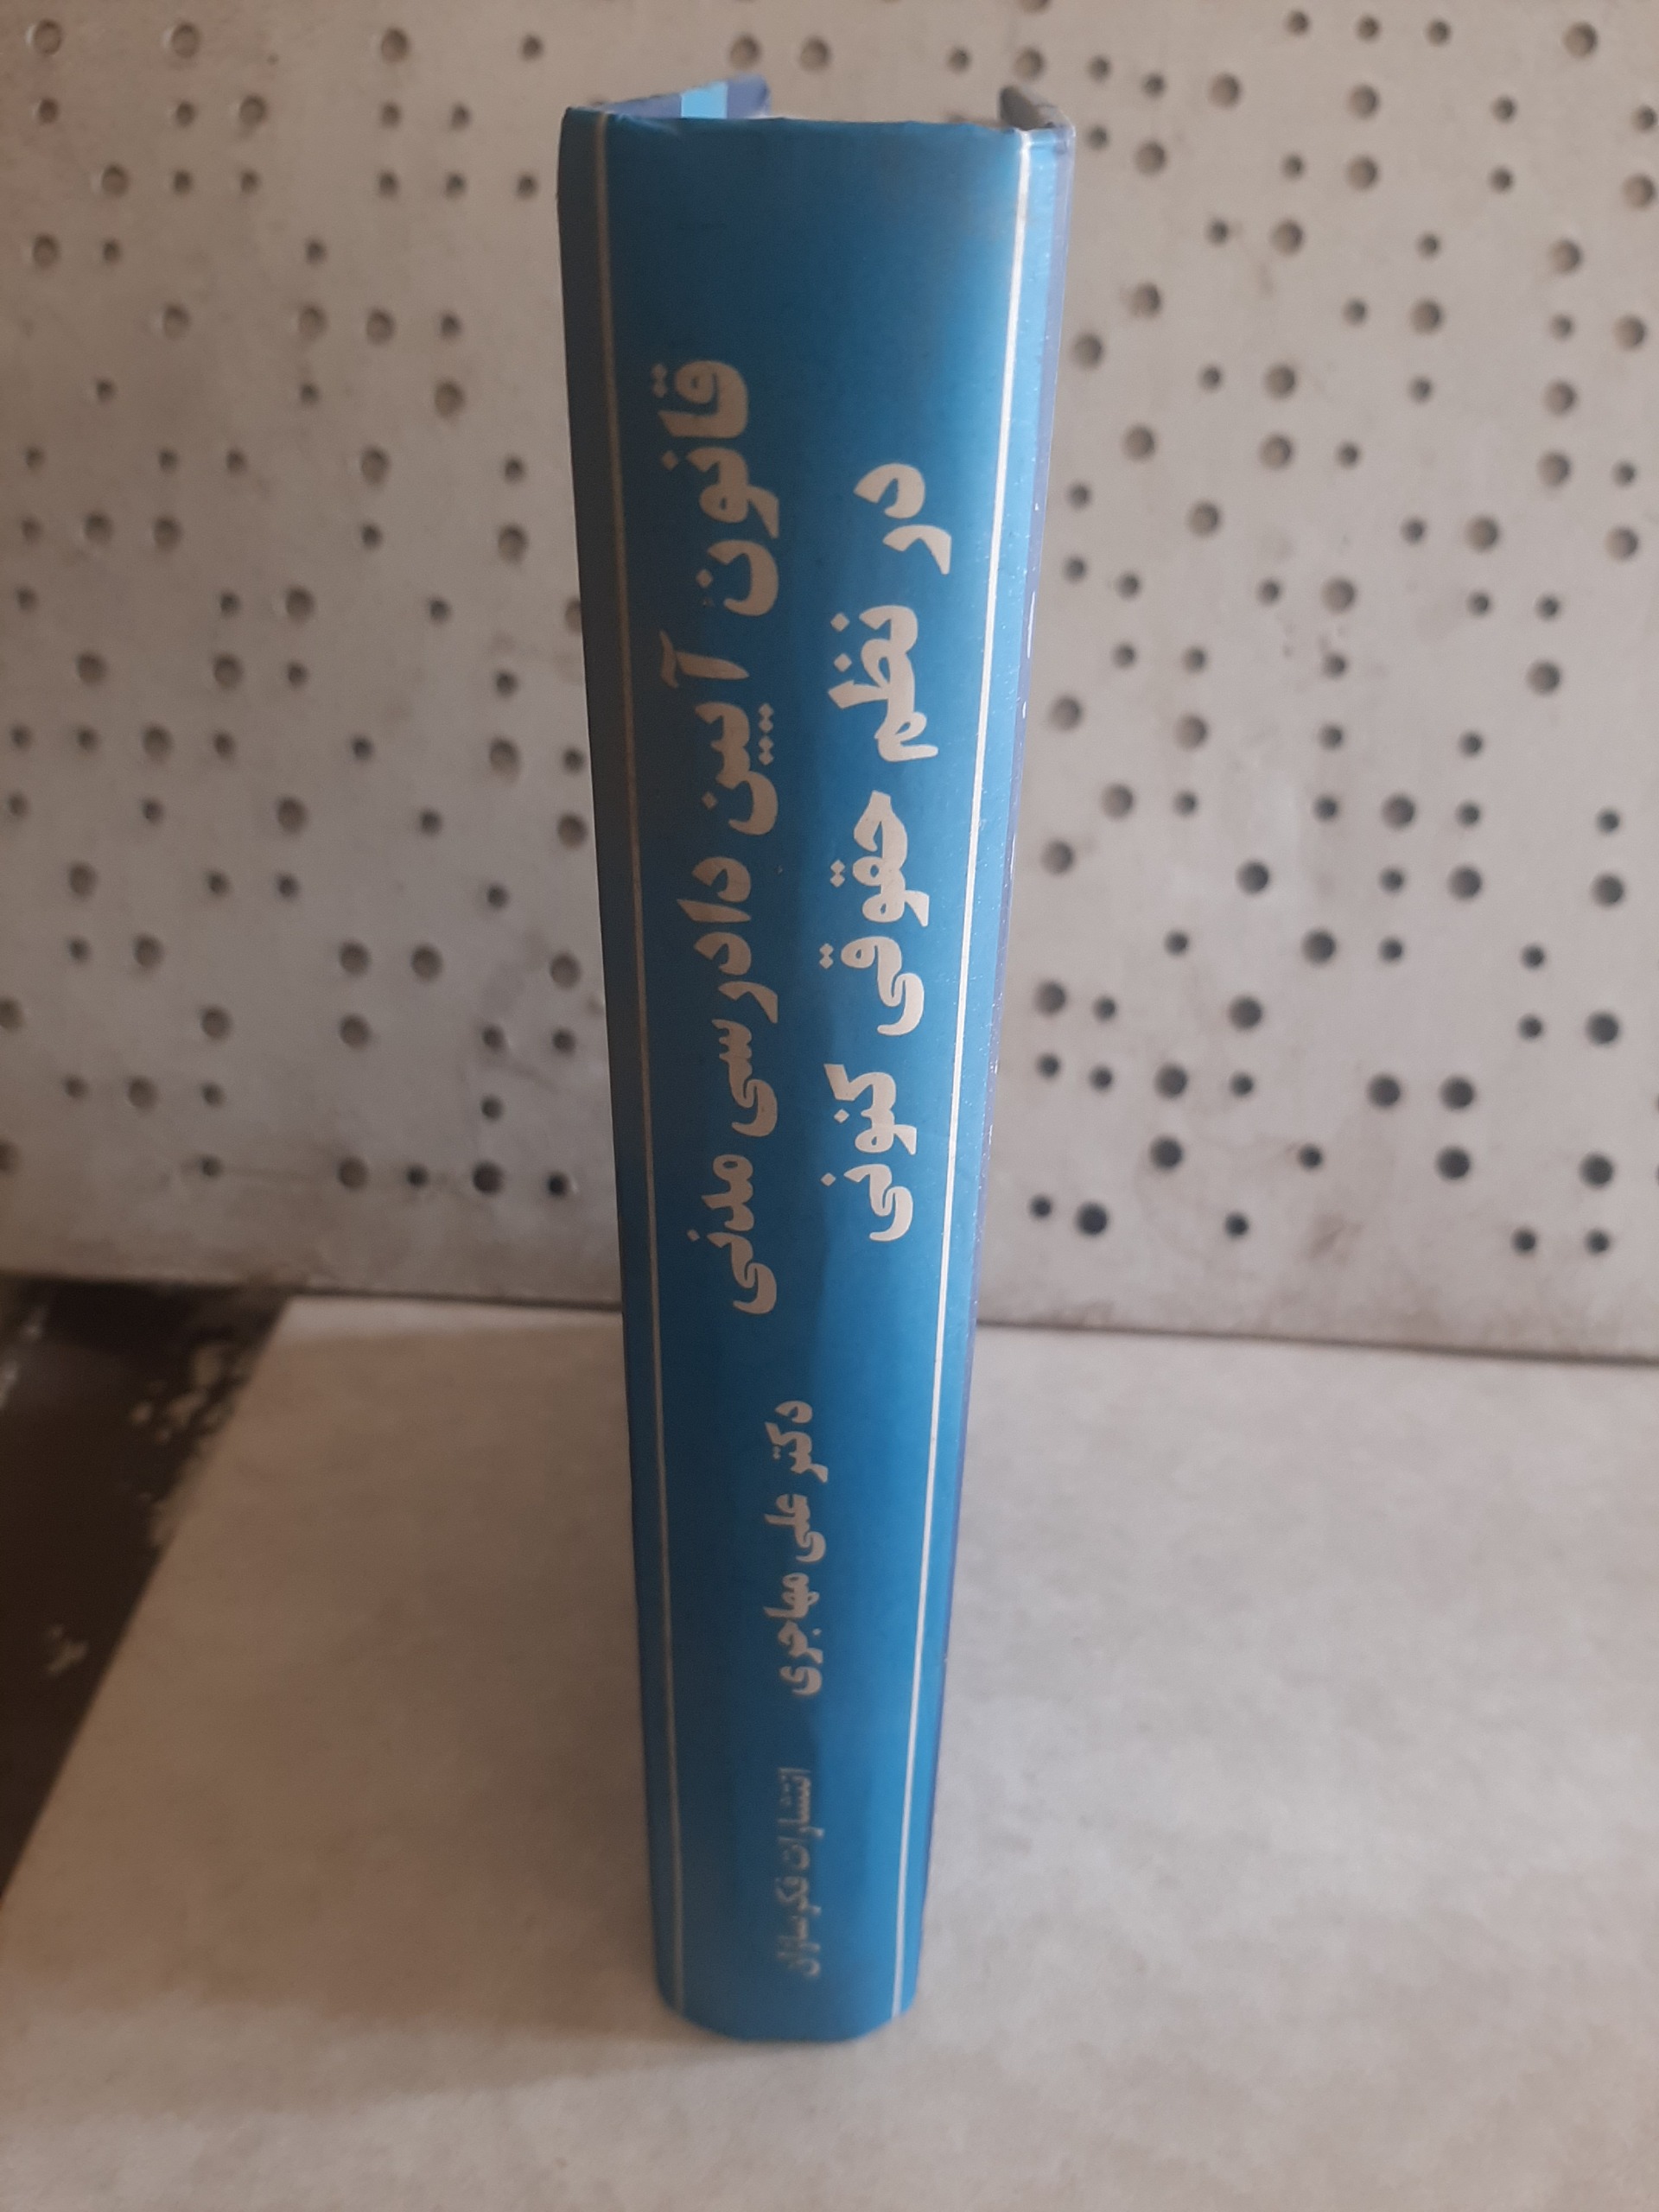 قانون آیین دادرسی مدنی
در نظم حقوقی کنونی
دکتر علی مهاجری
انتشارات فکرسازان